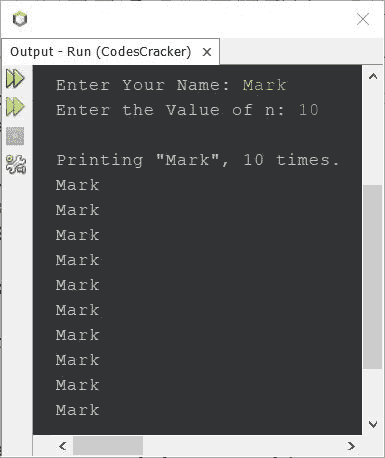 Output - Run (CodesCracker) ×
Enter Your Name: Mark
Enter the Value of n: 10
Printing "Mark", 10 times.
Mark
Mark
Mark
Mark
Mark
Mark
Mark
Mark
Mark
Mark